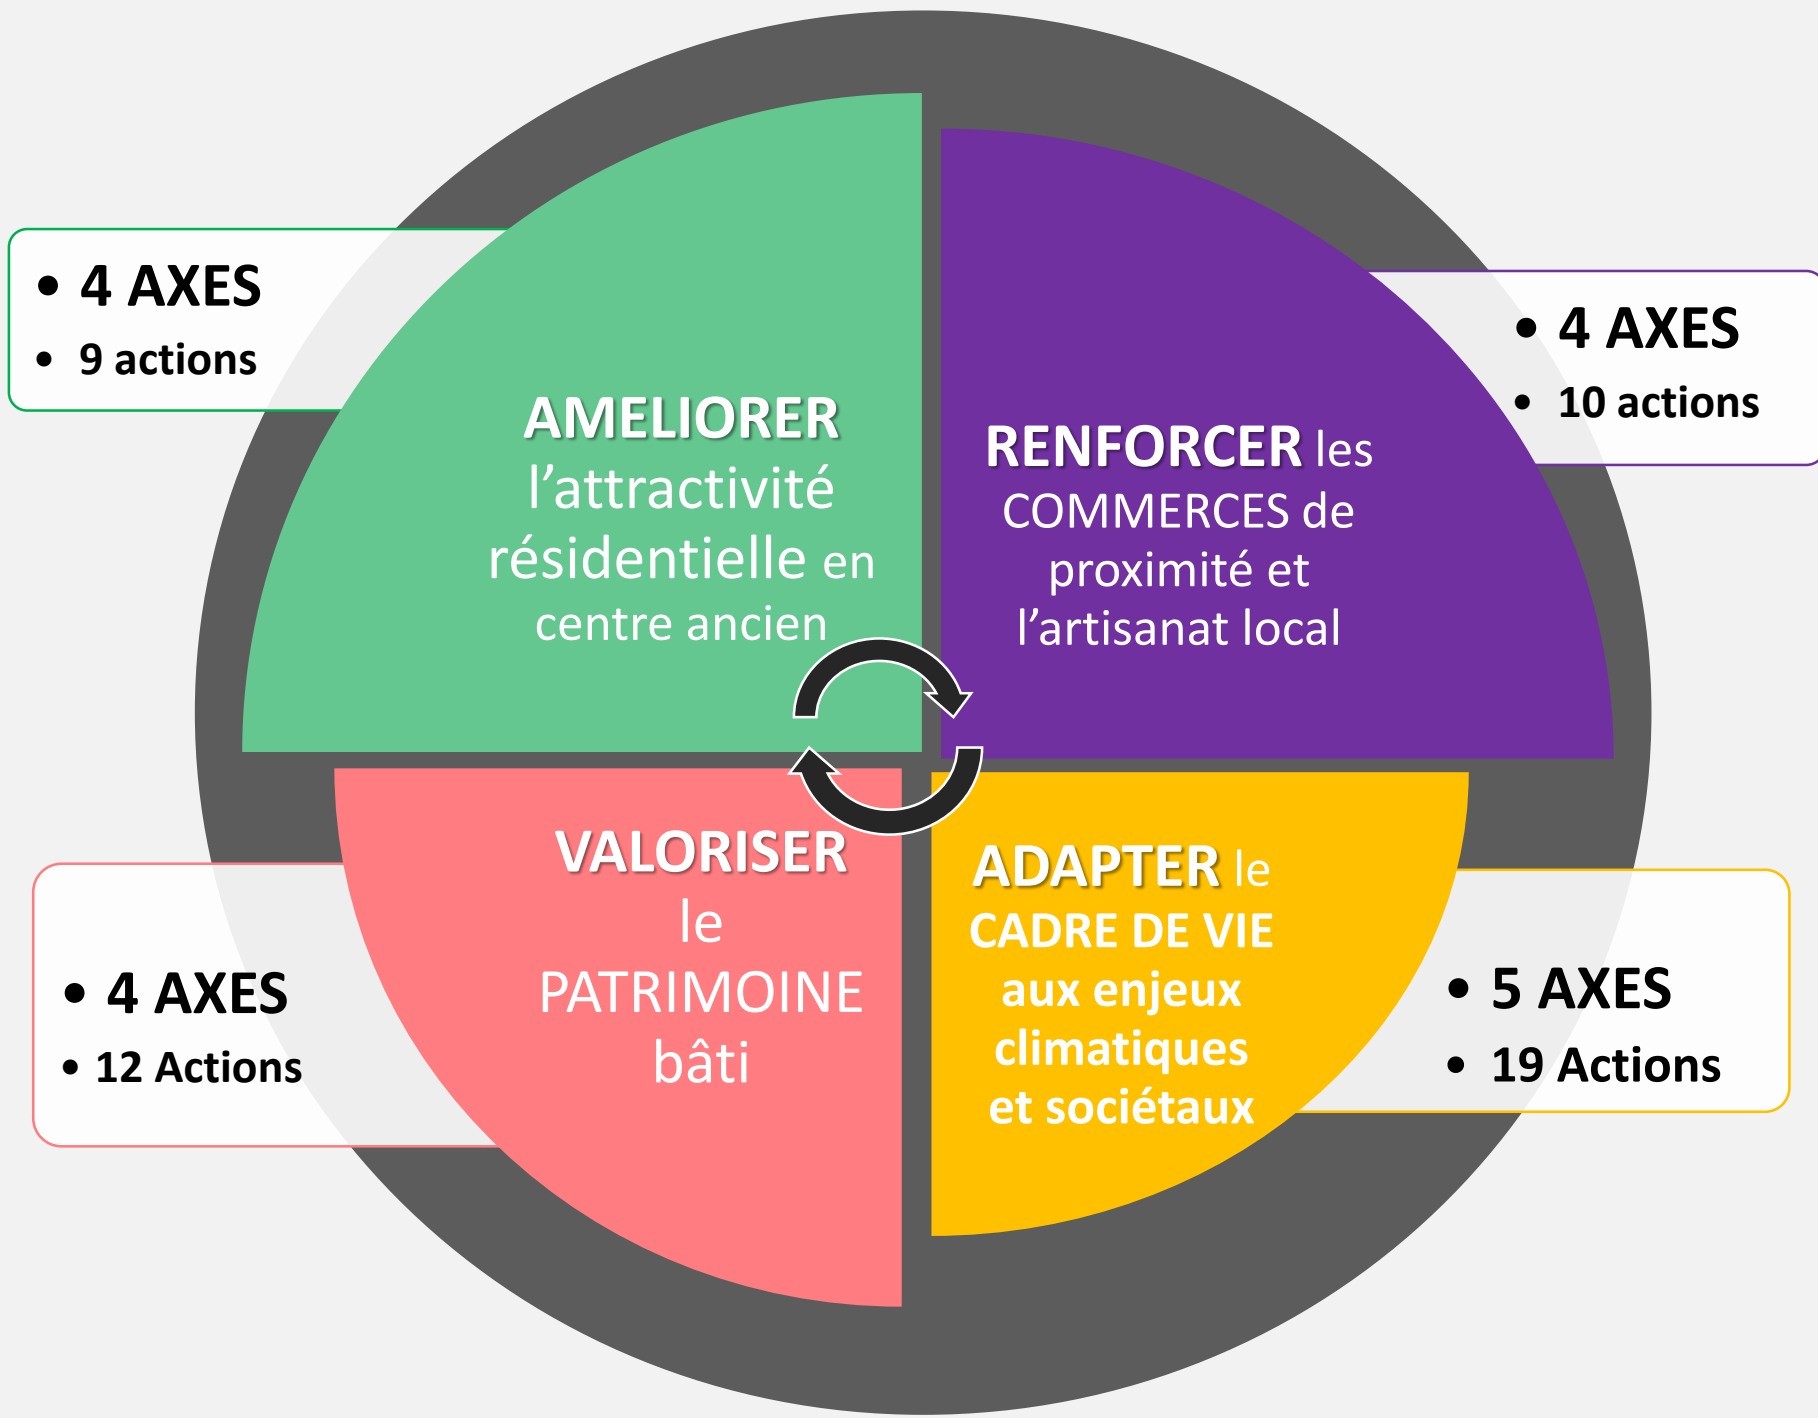 • 4 AXES
• 9 actions
AMELIORER
l’attractivité
résidentielle en
centre ancien
RENFORCER les
COMMERCES de
proximité et
l’artisanat local
• 4 AXES
• 10 actions
• 4 AXES
• 12 Actions
VALORISER
le
PATRIMOINE
bâti
ADAPTER le
CADRE DE VIE
aux enjeux
climatiques
et sociétaux
• 5 AXES
• 19 Actions